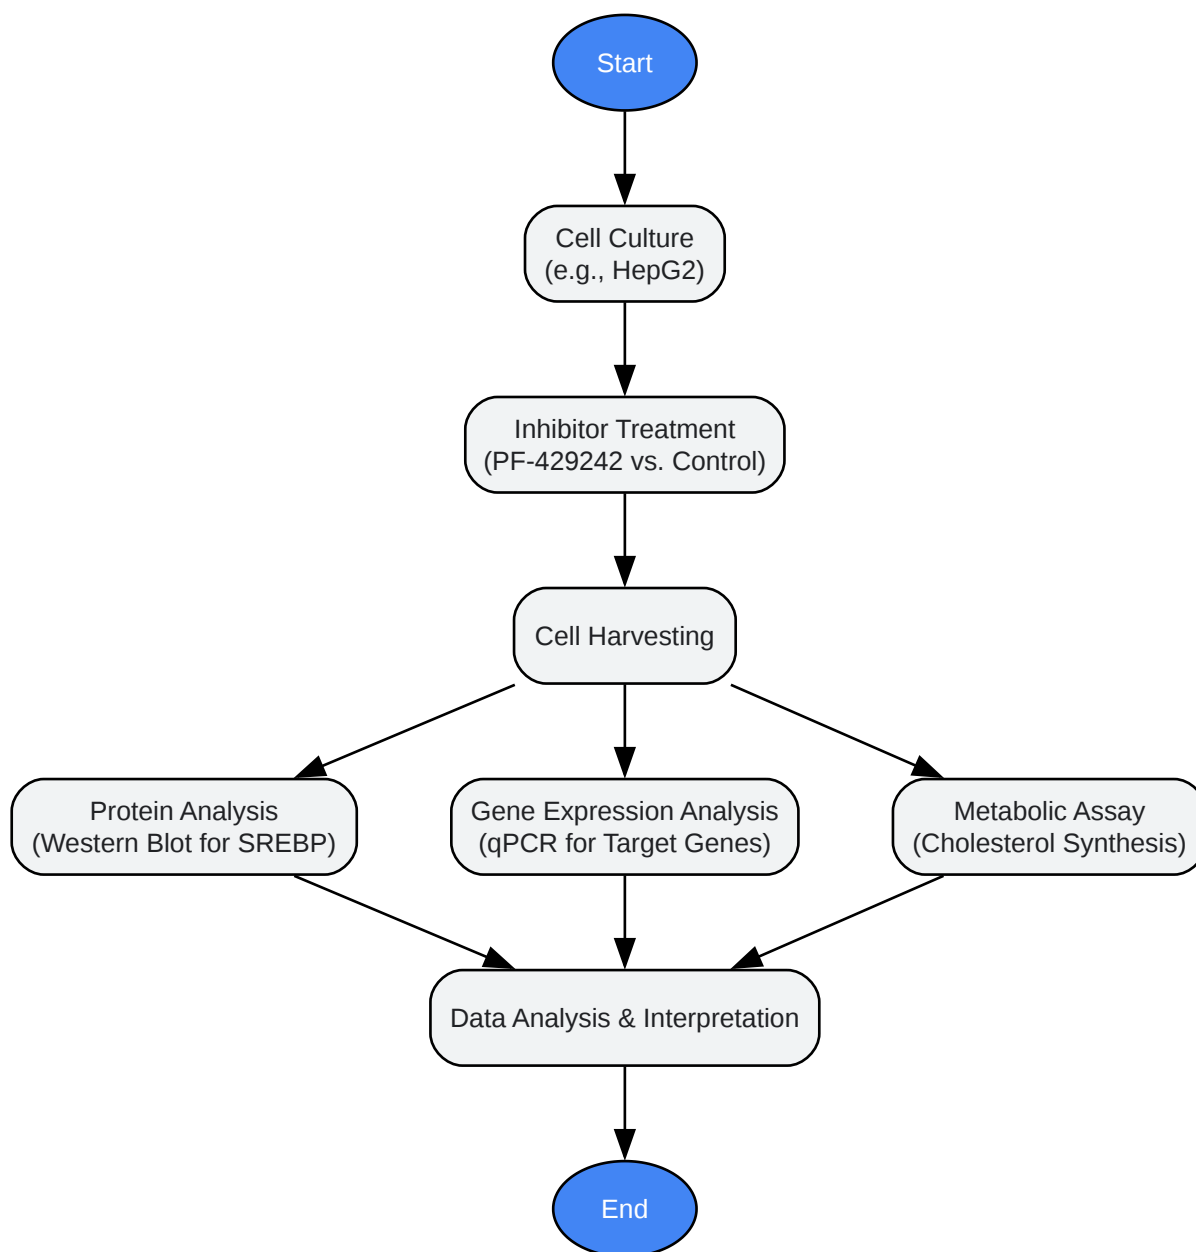 Start
Cell Culture
(e.g., HepG2)
Inhibitor Treatment
(PF-429242 vs. Control)
Cell Harvesting
Protein Analysis
(Western Blot for SREBP)
Gene Expression Analysis
(qPCR for Target Genes)
Metabolic Assay
(Cholesterol Synthesis)
Data Analysis & Interpretation
End